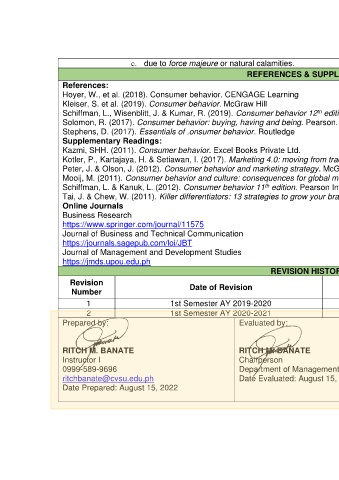 c. due to force majeure or natural calamities.
REFERENCES & SUPPL
References:
Hoyer, W., et al. (2018). Consumer behavior. CENGAGE Learning
Kleiser, S. et al. (2019). Consumer behavior. McGraw Hill
Schiffman, L., Wisenblitt, J. & Kumar, R. (2019). Consumer behavior 12th editi
Solomon, R. (2017). Consumer behavior: buying, having and being. Pearson.
Stephens, D. (2017). Essentials of .onsumer behavior. Routledge
Supplementary Readings:
Kazmi, SHH. (2011). Consumer behavior. Excel Books Private Ltd.
Kotler, P., Kartajaya, H. & Setiawan, I. (2017). Marketing 4.0: moving from tra
Peter, J. & Olson, J. (2012). Consumer behavior and marketing strategy. McG
Mooij, M. (2011). Consumer behavior and culture: consequences for global m
Schiffman, L. & Kanuk, L. (2012). Consumer behavior 11th edition. Pearson In
Tai, J. & Chew, W. (2011). Killer differentiators: 13 strategies to grow your bra
Online Journals
Business Research
https://www.springer.com/journal/11575
Journal of Business and Technical Communication
https://journals.sagepub.com/loi/JBT
Journal of Management and Development Studies
https://jmds.upou.edu.ph
REVISION HISTOR
Revision Number Date of Revision
1 1st Semester AY 2019-2020
2 1st Semester AY 2020-2021
Prepared by: Evaluated by:
RITCH M. BANATE RITCH M. BANATE
Instructor I Chairperson
0999-589-9696 Department of Management
ritchbanate@cvsu.edu.ph Date Evaluated: August 15,
Date Prepared: August 15, 2022